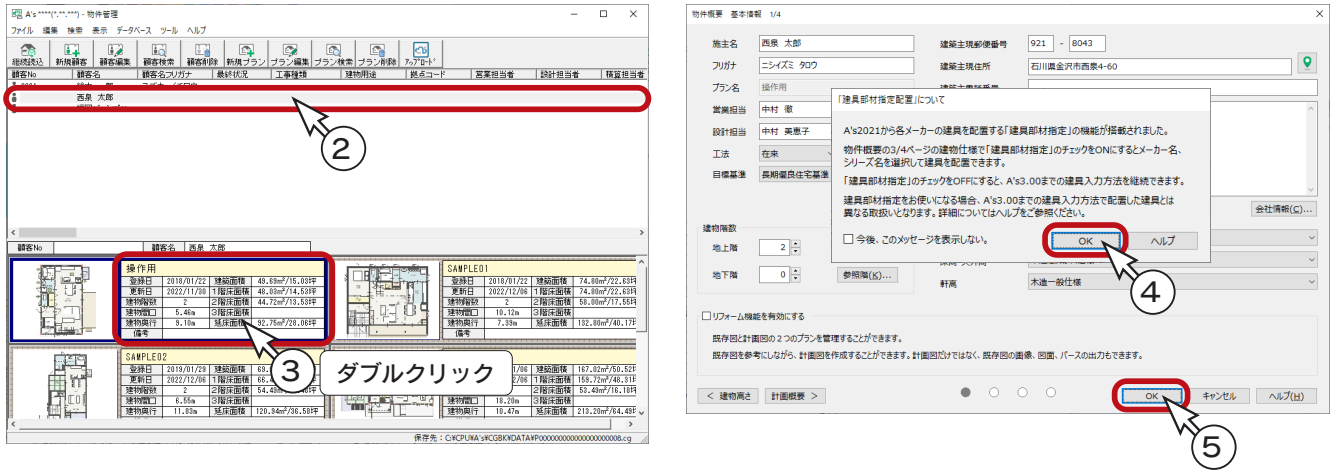 A's ****(*.**.***) - 物件管理
ファイル 編集 検索 表示 データベース ツール ヘルプ
継続読込 新規顧客 顧客編集 顧客検索 顧客削除 新規プラン プラン編集 プラン検索 プラン削除 アップロード
顧客No 顧客名 顧客名フリガナ 最終状況 工事種類 建物用途 拠点コード 営業担当者 設計担当者 積算担当者
西泉 太郎
②
顧客No 顧客名 西泉 太郎
操作用
登録日 2018/01/22 建築面積 49.69m²/15.03坪
更新日 2022/11/30 1階床面積 48.03m²/14.53坪
建物階数 2 2階床面積 44.72m²/13.53坪
建物間口 5.46m 3階床面積
建物奥行 9.10m 延床面積 92.75m²/28.06坪
備考
SAMPLE01
登録日 2018/01/22 建築面積 74.80m²/22.63坪
更新日 2022/12/06 1階床面積 74.80m²/22.63坪
建物階数 2 2階床面積 58.00m²/17.55坪
建物間口 10.12m 3階床面積
建物奥行 7.39m 延床面積 132.80m²/40.17坪
備考
③ ダブルクリック
SAMPLE02
登録日 2019/01/29 建築面積
更新日 2022/12/06 1階床面積
建物階数 2 2階床面積
建物間口 6.55m 3階床面積
建物奥行 11.83m 延床面積 120.94m²/36.58坪
建築面積 167.02m²/50.52坪
1階床面積 159.72m²/48.31坪
2階床面積 53.49m²/16.18坪
建物間口 18.20m 3階床面積
建物奥行 10.47m 延床面積 213.20m²/64.49坪
保存先:C:¥CPU¥A's¥CGBK¥DATA¥P0000000000000000000008.cg
物件概要 基本情報 1/4
施主名 西泉 太郎 建築主現郵便番号 921 - 8043
フリガナ ニシイズミ タロウ 建築主現住所 石川県金沢市西泉4-60
プラン名 操作用
営業担当 中村 徹
設計担当 中村 美恵子
工法 在来
目標基準 長期優良住宅基準
「建具部材指定配置」について
A's2021から各メーカーの建具を配置する「建具部材指定」の機能が搭載されました。
物件概要の3/4ページの建物仕様で「建具部材指定」のチェックをONにするとメーカー名、
シリーズ名を選択して建具を配置できます。
「建具部材指定」のチェックをOFFにすると、A's3.00までの建具入力方法を継続できます。
建具部材指定をお使いになる場合、A's3.00までの建具入力方法で配置した建具とは
異なる取扱いとなります。詳細についてはヘルプをご参照ください。
今後、このメッセージを表示しない。 OK ヘルプ
④
会社情報(C)...
建物階数
地上階 2
地下階 0 参照階(K)...
軒高 木造一般仕様
リフォーム機能を有効にする
既存図と計画図の2つのプランを管理することができます。
既存図を参考にしながら、計画図を作成することができます。計画図だけではなく、既存図の画像、図面、パースの出力もできます。
< 建物高さ 計画概要 > OK キャンセル ヘルプ(H)
⑤